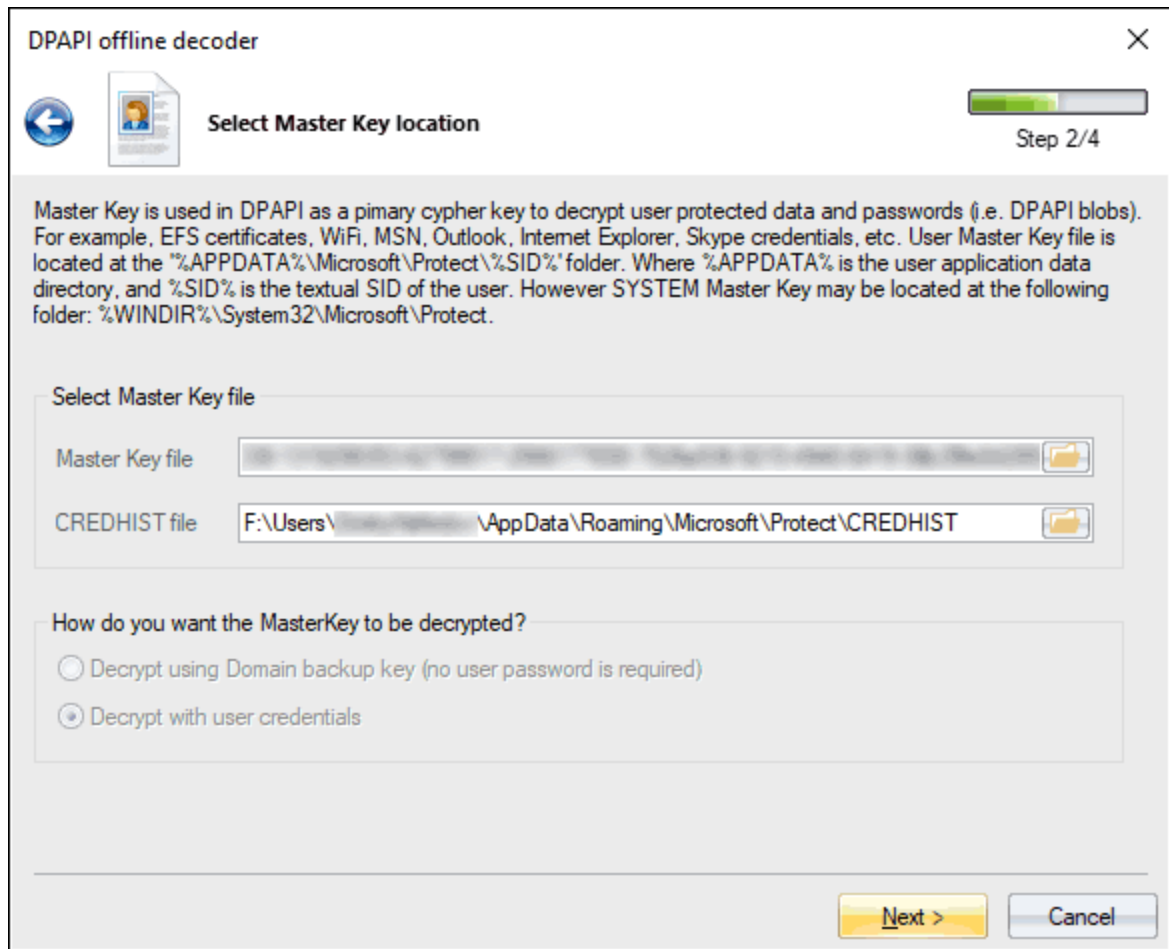 DPAPI offline decoder
Select Master Key location
Step 2/4
Master Key is used in DPAPI as a pimary cypher key to decrypt user protected data and passwords (i.e. DPAPI blobs).
For example, EFS certificates, WiFi, MSN, Outlook, Internet Explorer, Skype credentials, etc. User Master Key file is
located at the '%APPDATA%\Microsoft\Protect\%SID%' folder. Where %APPDATA% is the user application data
directory, and %SID% is the textual SID of the user. However SYSTEM Master Key may be located at the following
folder: %WINDIR%\System32\Microsoft\Protect.
Select Master Key file
Master Key file
CREDHIST file F:\Users\ \AppData\Roaming\Microsoft\Protect\CREDHIST
How do you want the MasterKey to be decrypted?
Decrypt using Domain backup key (no user password is required)
Decrypt with user credentials
Next > Cancel